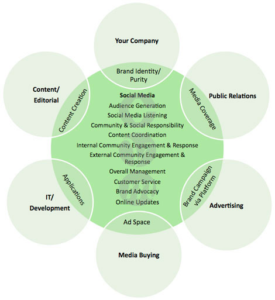 Your Company
Brand Identity/
Purity
Content/
Editorial
Content Creation
Public Relations
Media Coverage
Social Media
Audience Generation
Social Media Listening
Community & Social Responsibility
Content Coordination
Internal Community Engagement & Response
External Community Engagement &
Response
Overall Management
Customer Service
Brand Advocacy
Online Updates
IT/
Development
Applications
Advertising
Brand Campaign
via Platform
Ad Space
Media Buying